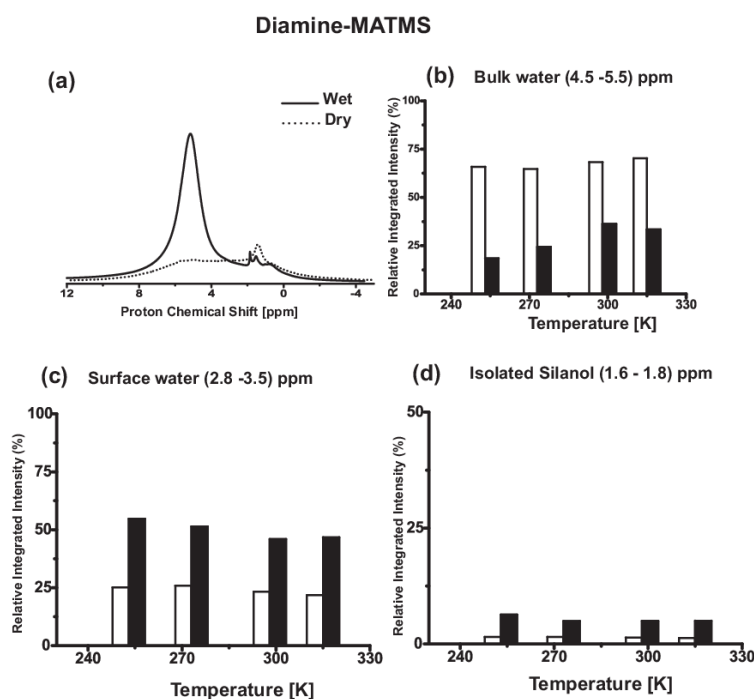 Diamine-MATMS
(a)
Wet
Dry
12 8 4 0 -4
Proton Chemical Shift [ppm]
(b) Bulk water (4.5 -5.5) ppm
Relative Integrated Intensity (%)
100
75
50
25
0
240 270 300 330
Temperature [K]
(c) Surface water (2.8 -3.5) ppm
Relative Integrated Intensity (%)
100
75
50
25
0
240 270 300 330
Temperature [K]
(d) Isolated Silanol (1.6 - 1.8) ppm
Relative Integrated Intensity (%)
50
25
0
240 270 300 330
Temperature [K]